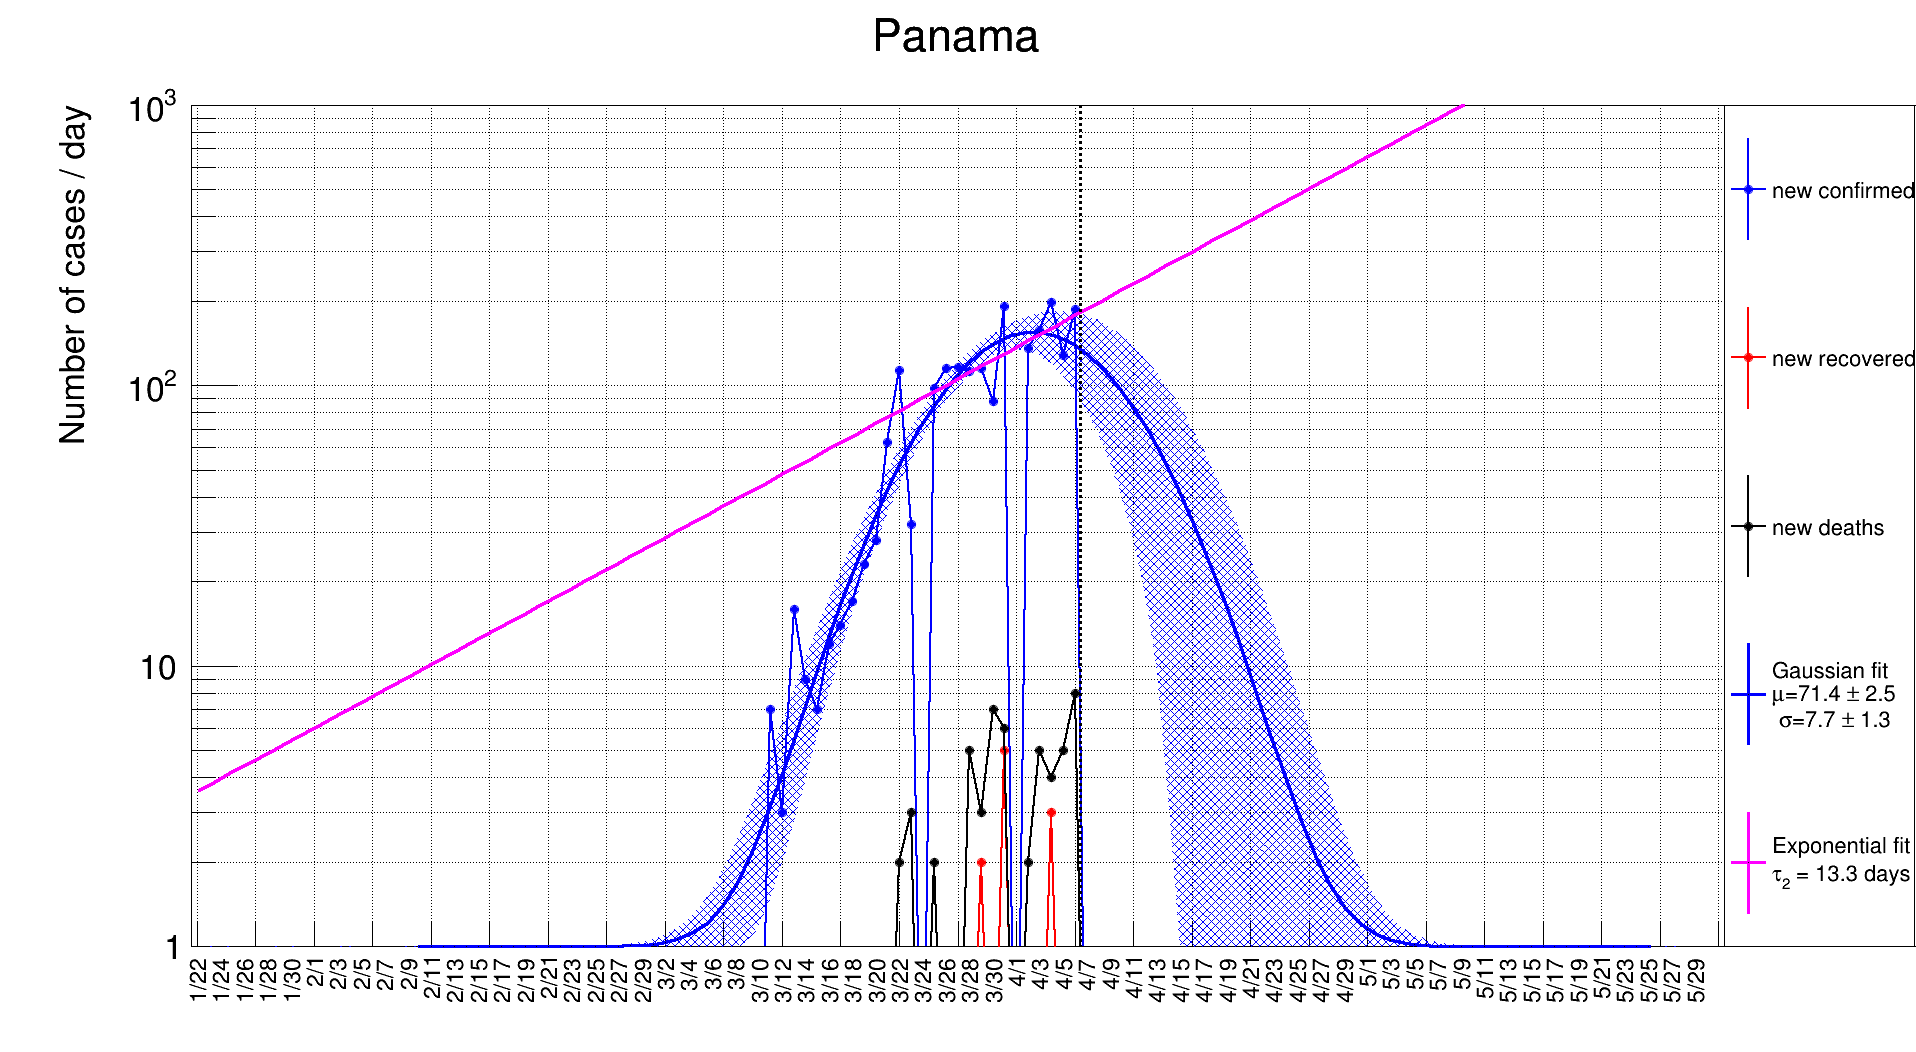 Panama
Number of cases / day
10³
10²
10
1
1/22 1/24 1/26 1/28 1/30 2/1 2/3 2/5 2/7 2/9 2/11 2/13 2/15 2/17 2/19 2/21 2/23 2/25 2/27 2/29 3/2 3/4 3/6 3/8 3/10 3/12 3/14 3/16 3/18 3/20 3/22 3/24 3/26 3/28 3/30 4/1 4/3 4/5 4/7 4/9 4/11 4/13 4/15 4/17 4/19 4/21 4/23 4/25 4/27 4/29 5/1 5/3 5/5 5/7 5/9 5/11 5/13 5/15 5/17 5/19 5/21 5/23 5/25 5/27 5/29
new confirmed
new recovered
new deaths
Gaussian fit
μ=71.4 ± 2.5
σ=7.7 ± 1.3
Exponential fit
τ₂ = 13.3 days